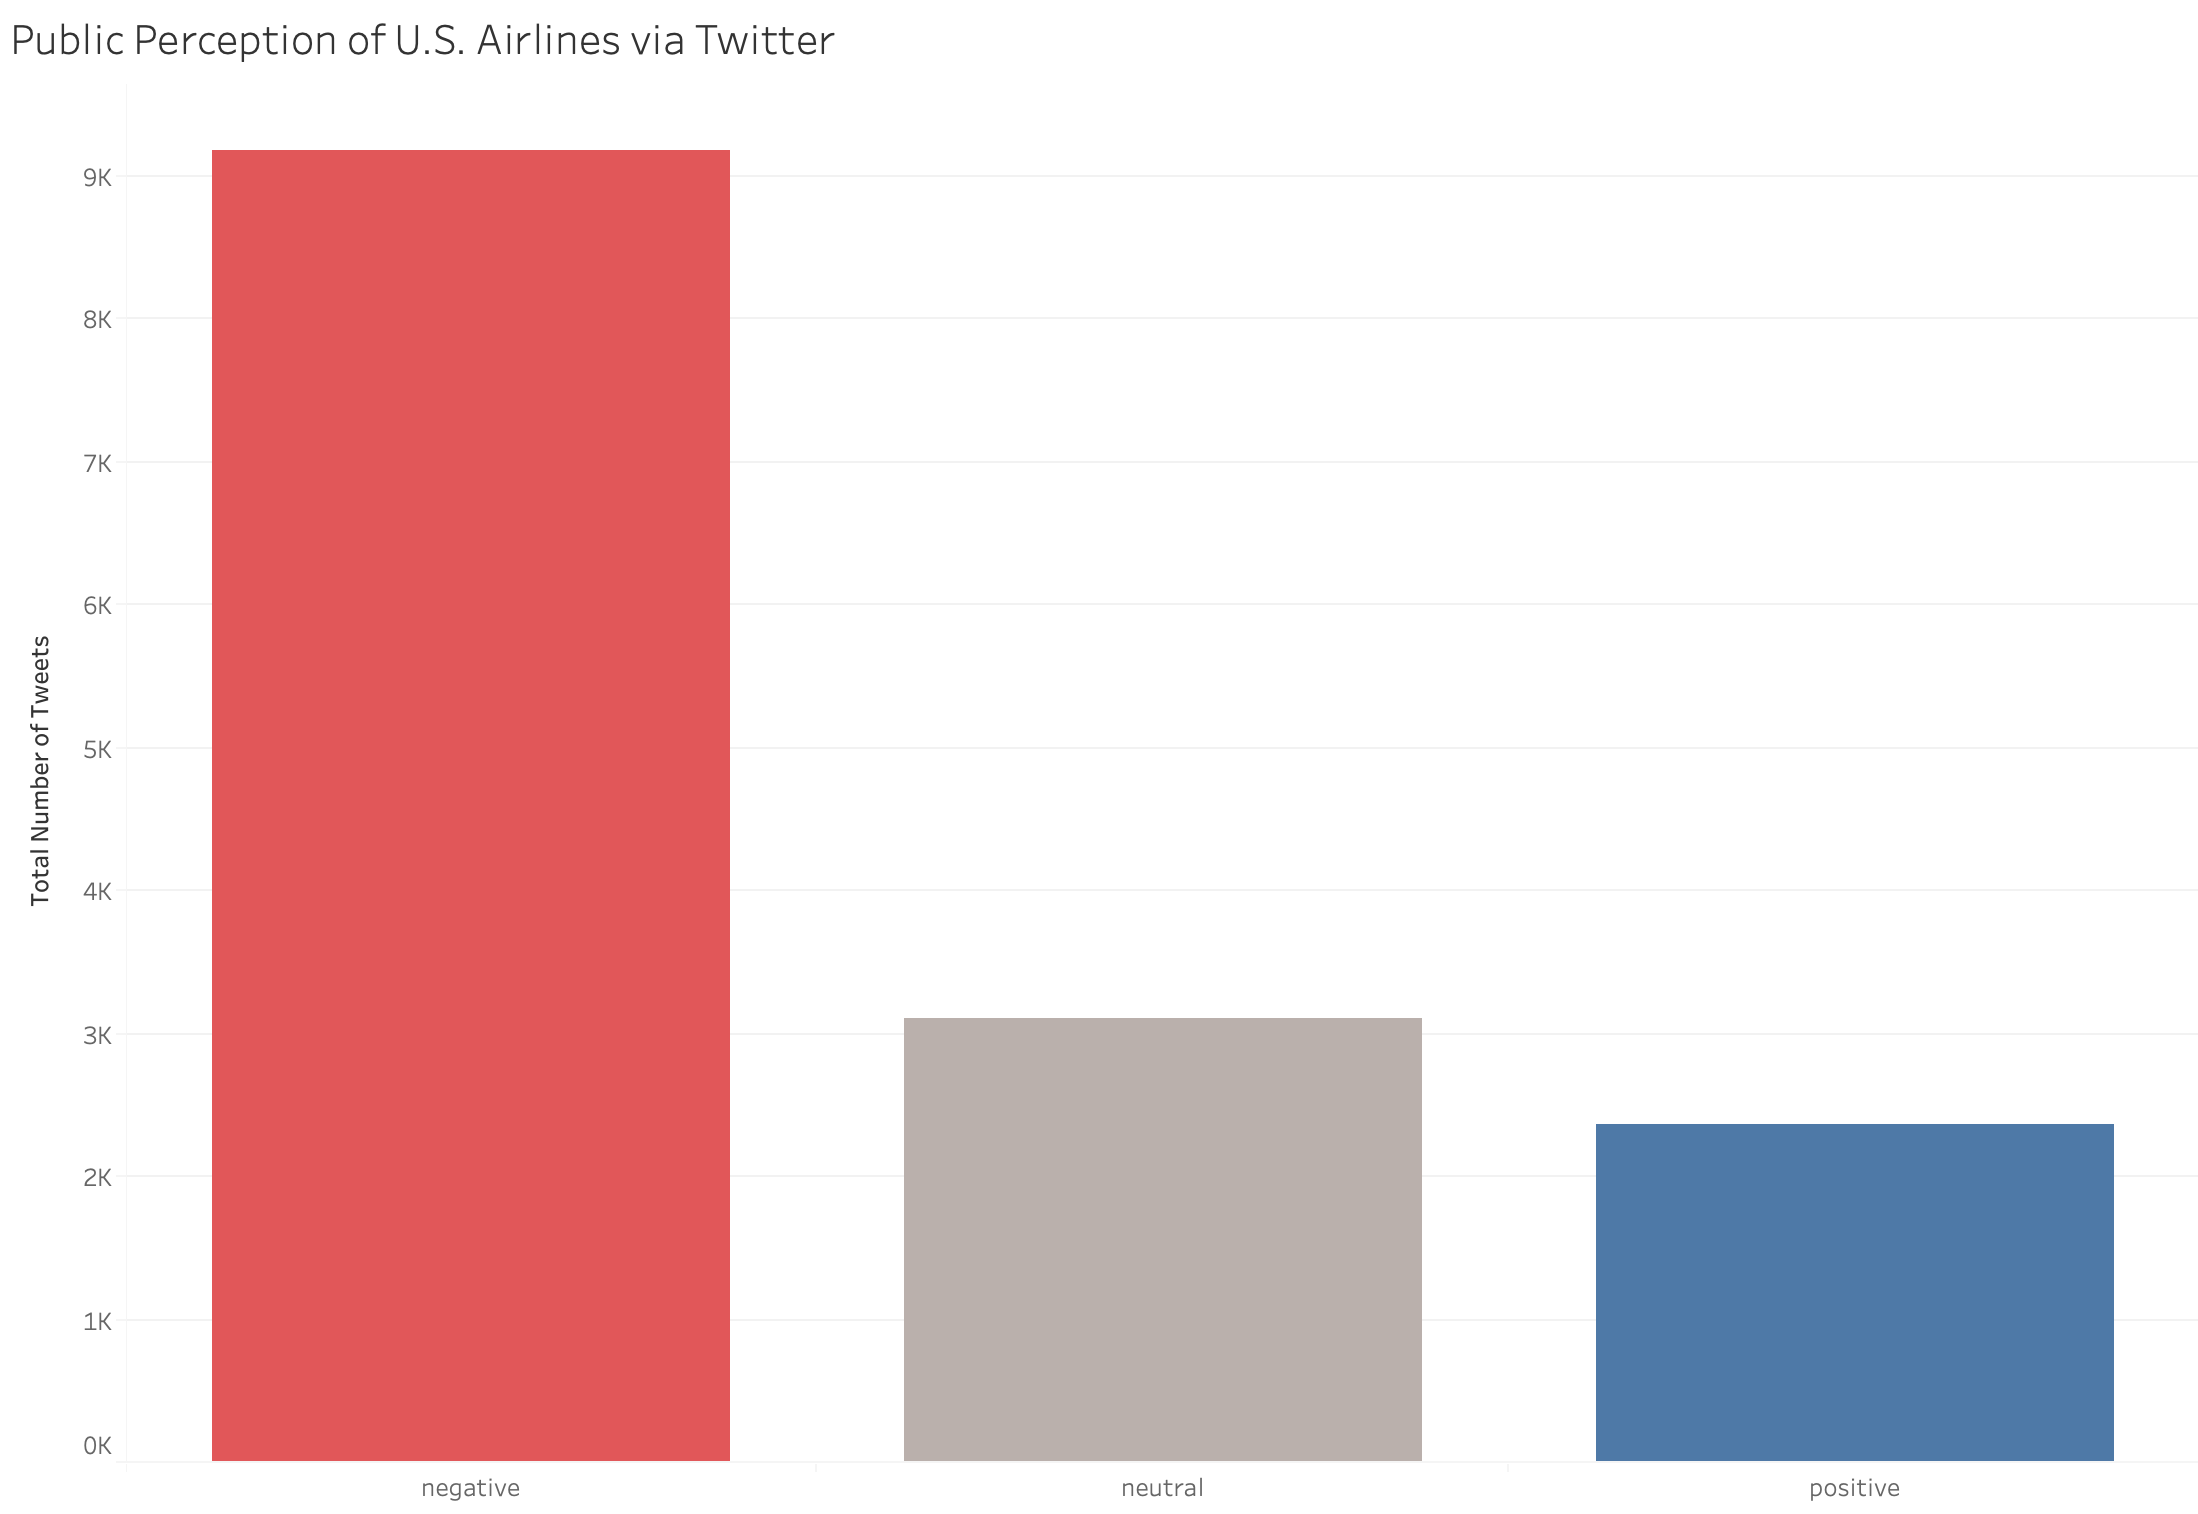 Public Perception of U.S. Airlines via Twitter
Total Number of Tweets
9K
8K
7K
6K
5K
4K
3K
2K
1K
0K
negative
neutral
positive